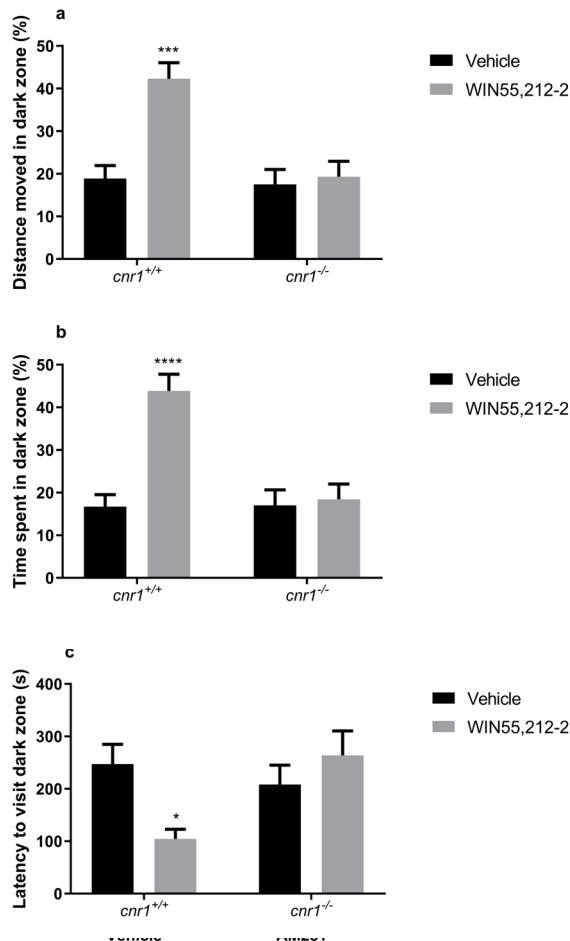 a
Distance moved in dark zone (%)
50
40
30
20
10
0
***
cnr1+/+
cnr1-/-
Vehicle
WIN55,212-2
b
Time spent in dark zone (%)
50
40
30
20
10
0
****
cnr1+/+
cnr1-/-
Vehicle
WIN55,212-2
c
Latency to visit dark zone (s)
400
300
200
100
0
*
cnr1+/+
cnr1-/-
Vehicle
WIN55,212-2